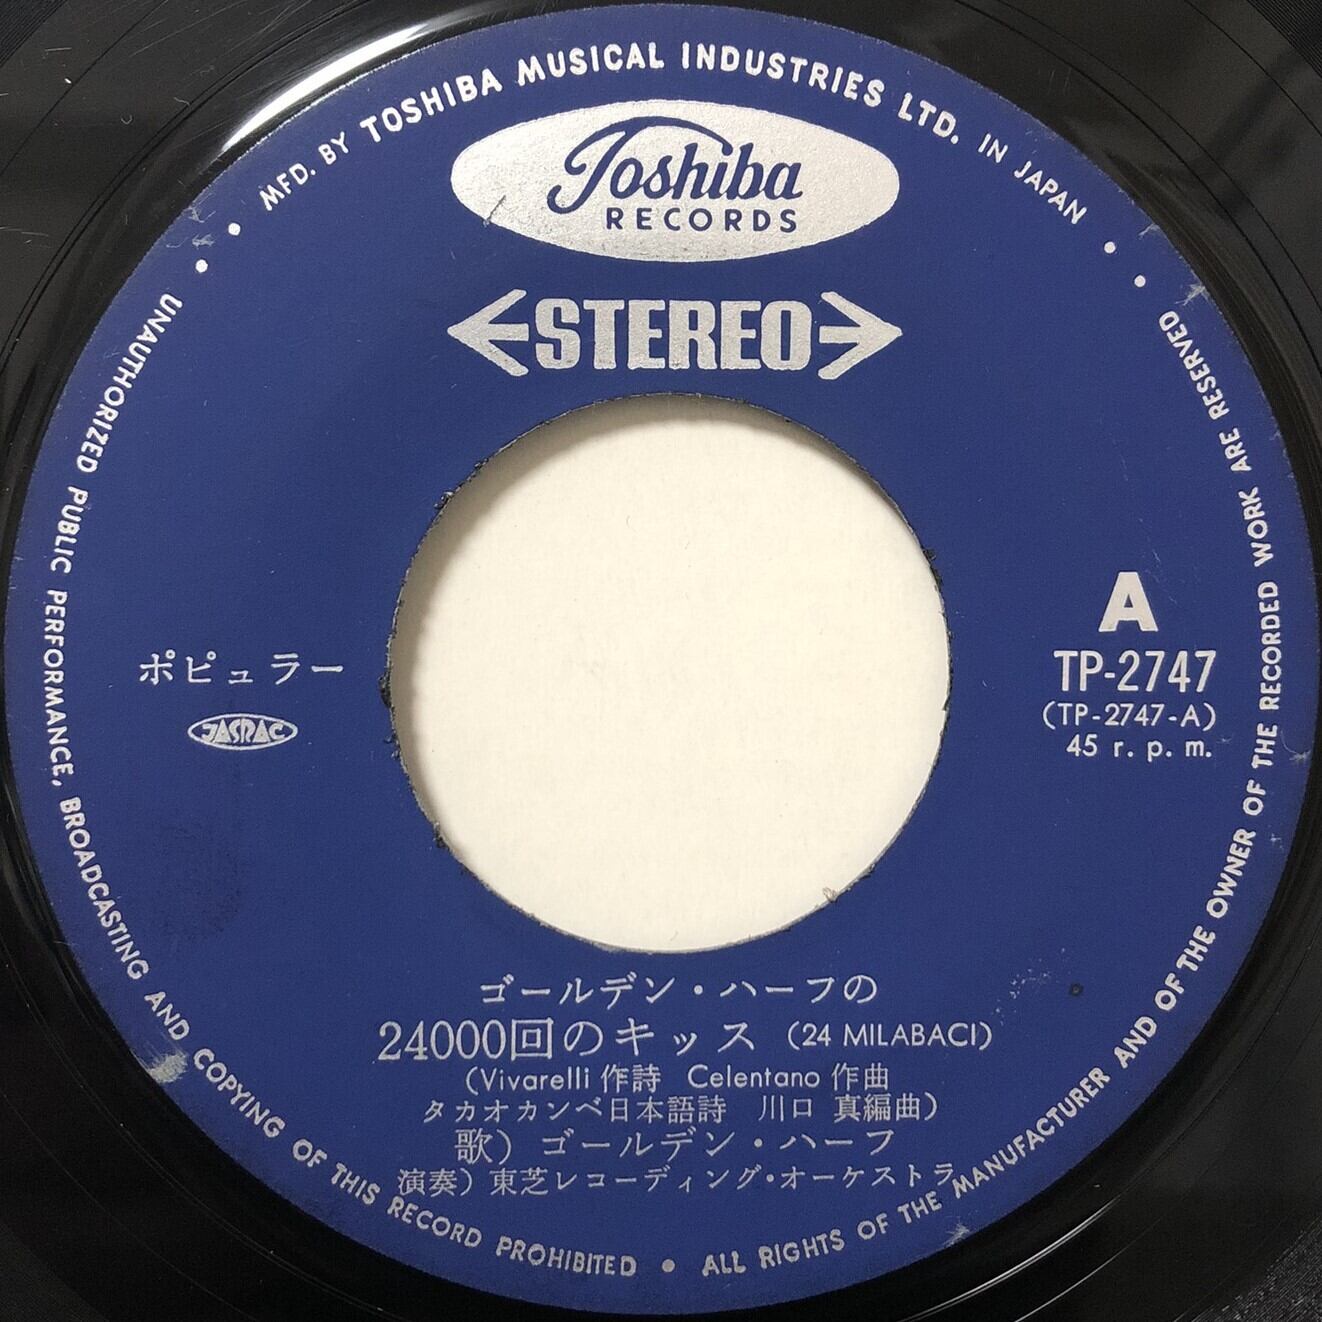 MFD. BY TOSHIBA MUSICAL INDUSTRIES LTD. IN JAPAN
Toshiba
RECORDS
STEREO
A
ポピュラー
TP-2747
JASRAC
(TP-2747-A)
45 r. p. m.
ゴールデン・ハーフの
24000回のキッス (24 MILABACI)
(Vivarelli 作詩 Celentano 作曲
タカオカンベ日本語詩 川口 真編曲)
歌) ゴールデン・ハーフ
演奏) 東芝レコーディング・オーケストラ
UNAUTHORIZED PUBLIC PERFORMANCE, BROADCASTING AND COPYING OF THIS RECORD PROHIBITED • ALL RIGHTS OF THE MANUFACTURER AND OF THE OWNER OF THE RECORDED WORK ARE RESERVED